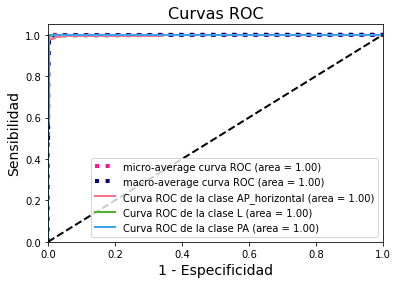 Curvas ROC
Sensibilidad
1.0
0.8
0.6
0.4
0.2
0.0
micro-average curva ROC (area = 1.00)
macro-average curva ROC (area = 1.00)
Curva ROC de la clase AP_horizontal (area = 1.00)
Curva ROC de la clase L (area = 1.00)
Curva ROC de la clase PA (area = 1.00)
0.0 0.2 0.4 0.6 0.8 1.0
1 - Especificidad